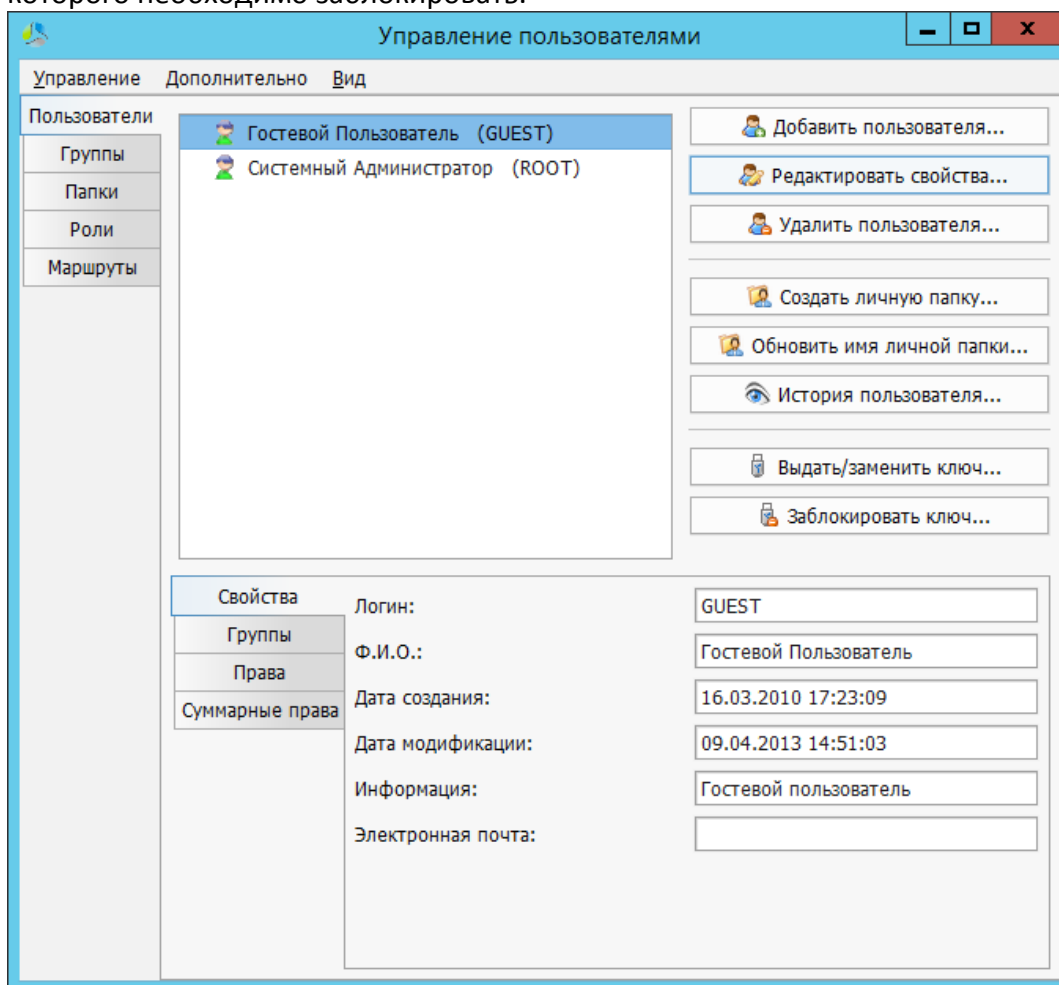 которого необходимо заблокировать.
Управление пользователями
Управление Дополнительно Вид
Пользователи
Группы
Папки
Роли
Маршруты
Гостевой Пользователь (GUEST)
Системный Администратор (ROOT)
Добавить пользователя...
Редактировать свойства...
Удалить пользователя...
Создать личную папку...
Обновить имя личной папки...
История пользователя...
Выдать/заменить ключ...
Заблокировать ключ...
Свойства
Группы
Права
Суммарные права
Логин: GUEST
Ф.И.О.: Гостевой Пользователь
Дата создания: 16.03.2010 17:23:09
Дата модификации: 09.04.2013 14:51:03
Информация: Гостевой пользователь
Электронная почта: